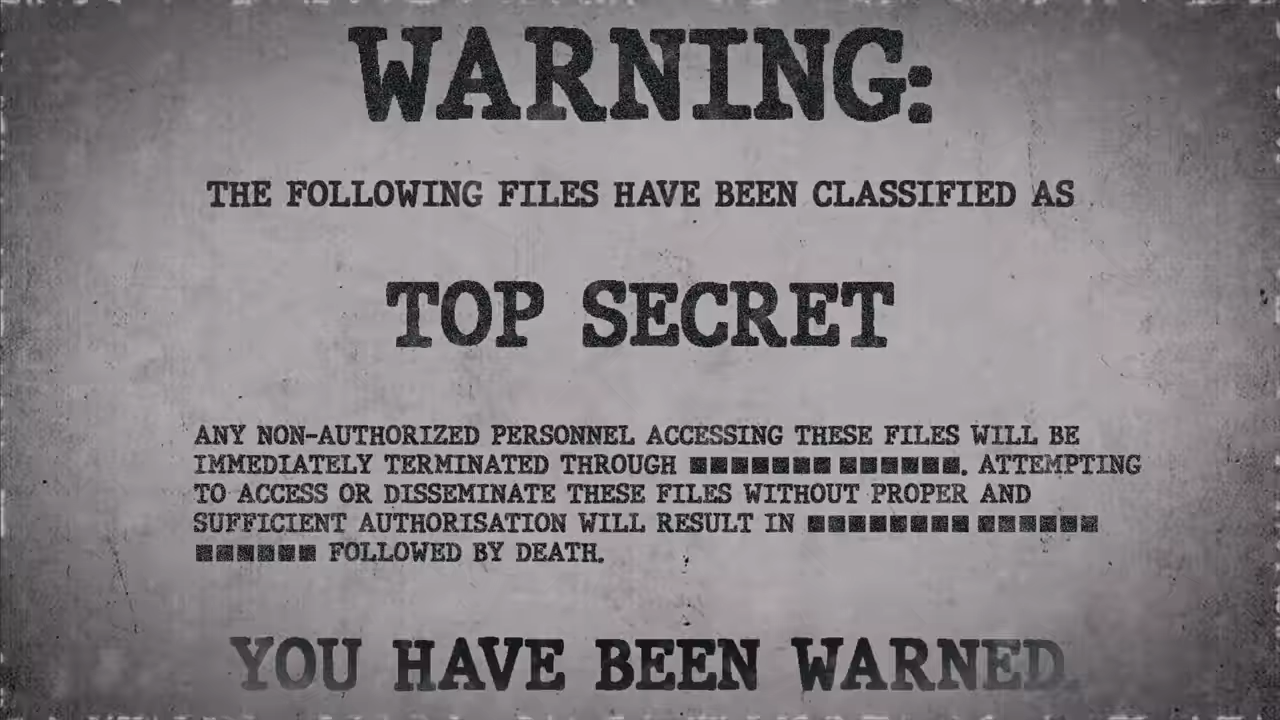 WARNING:
THE FOLLOWING FILES HAVE BEEN CLASSIFIED AS
TOP SECRET
ANY NON-AUTHORIZED PERSONNEL ACCESSING THESE FILES WILL BE
IMMEDIATELY TERMINATED THROUGH ■■■■■■■ ■■■■■■. ATTEMPTING
TO ACCESS OR DISSEMINATE THESE FILES WITHOUT PROPER AND
SUFFICIENT AUTHORISATION WILL RESULT IN ■■■■■■■■ ■■■■■■
■■■■■■ FOLLOWED BY DEATH.
YOU HAVE BEEN WARNED.